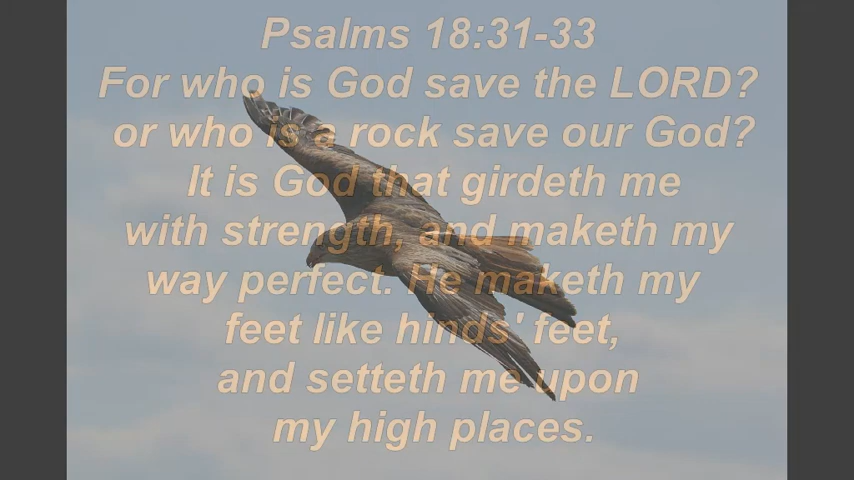 Psalms 18:31-33
For who is God save the LORD?
or who is a rock save our God?
It is God that girdeth me
with strength, and maketh my
way perfect. He maketh my
feet like hinds' feet,
and setteth me upon
my high places.